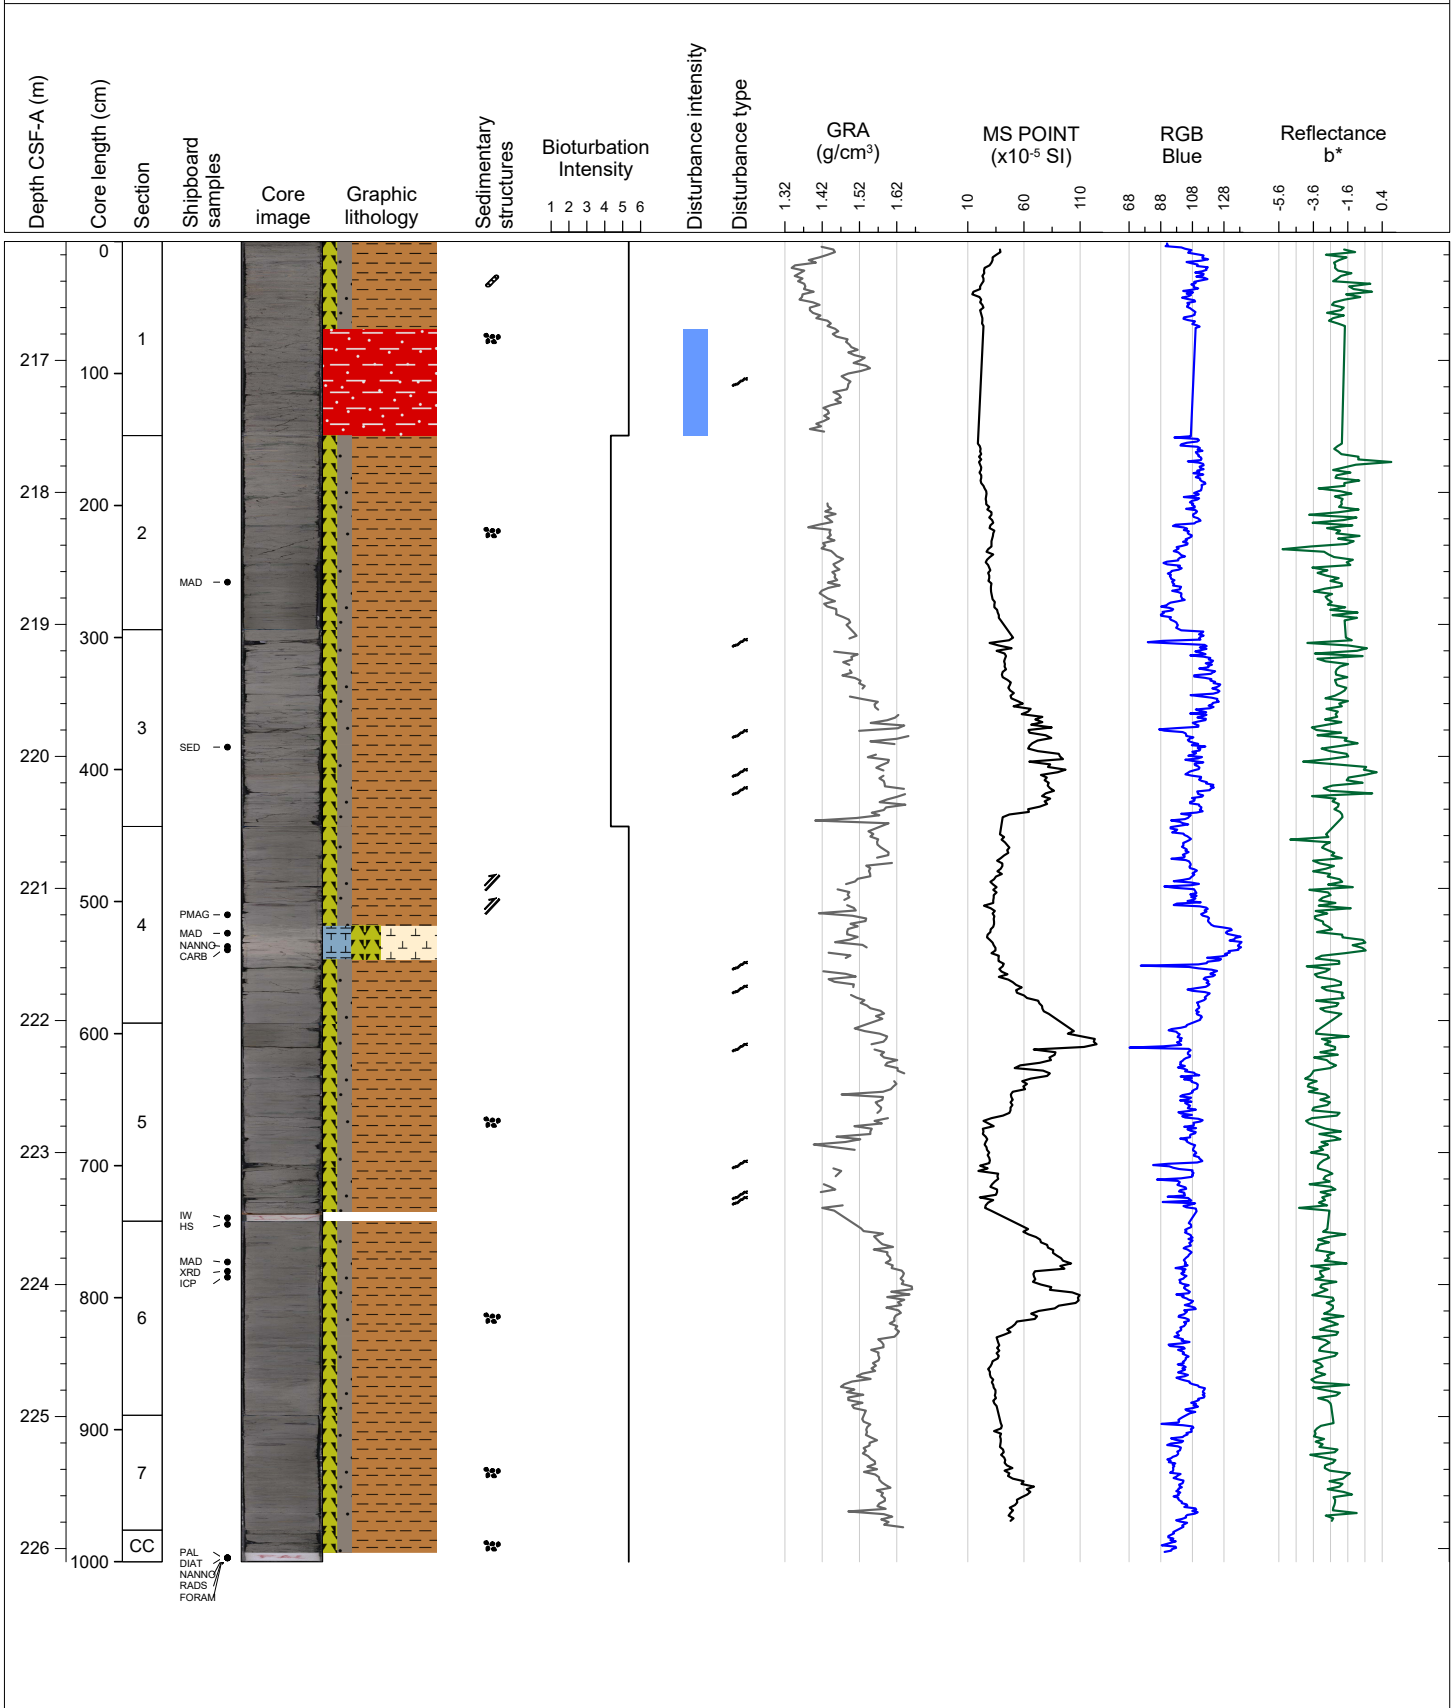 Depth CSF-A (m)
Core length (cm)
Section
Shipboard
samples
Core
image
Graphic
lithology
Sedimentary
structures
Bioturbation
Intensity
1 2 3 4 5 6
Disturbance intensity
Disturbance type
GRA
(g/cm³)
1.32 1.42 1.52 1.62
MS POINT
(x10⁻⁵ SI)
10 60 110
RGB
Blue
68 88 108 128
Reflectance
b*
-5.6 -3.6 -1.6 0.4
0
1
217
100
218
200
2
MAD
219
300
3
SED
220
400
221
500
4
PMAG
MAD
NANNO
CARB
222
600
5
223
700
IW
HS
MAD
XRD
ICP
224
800
6
225
900
7
CC
226
1000
PAL
DIAT
NANNO
RADS
FORAM